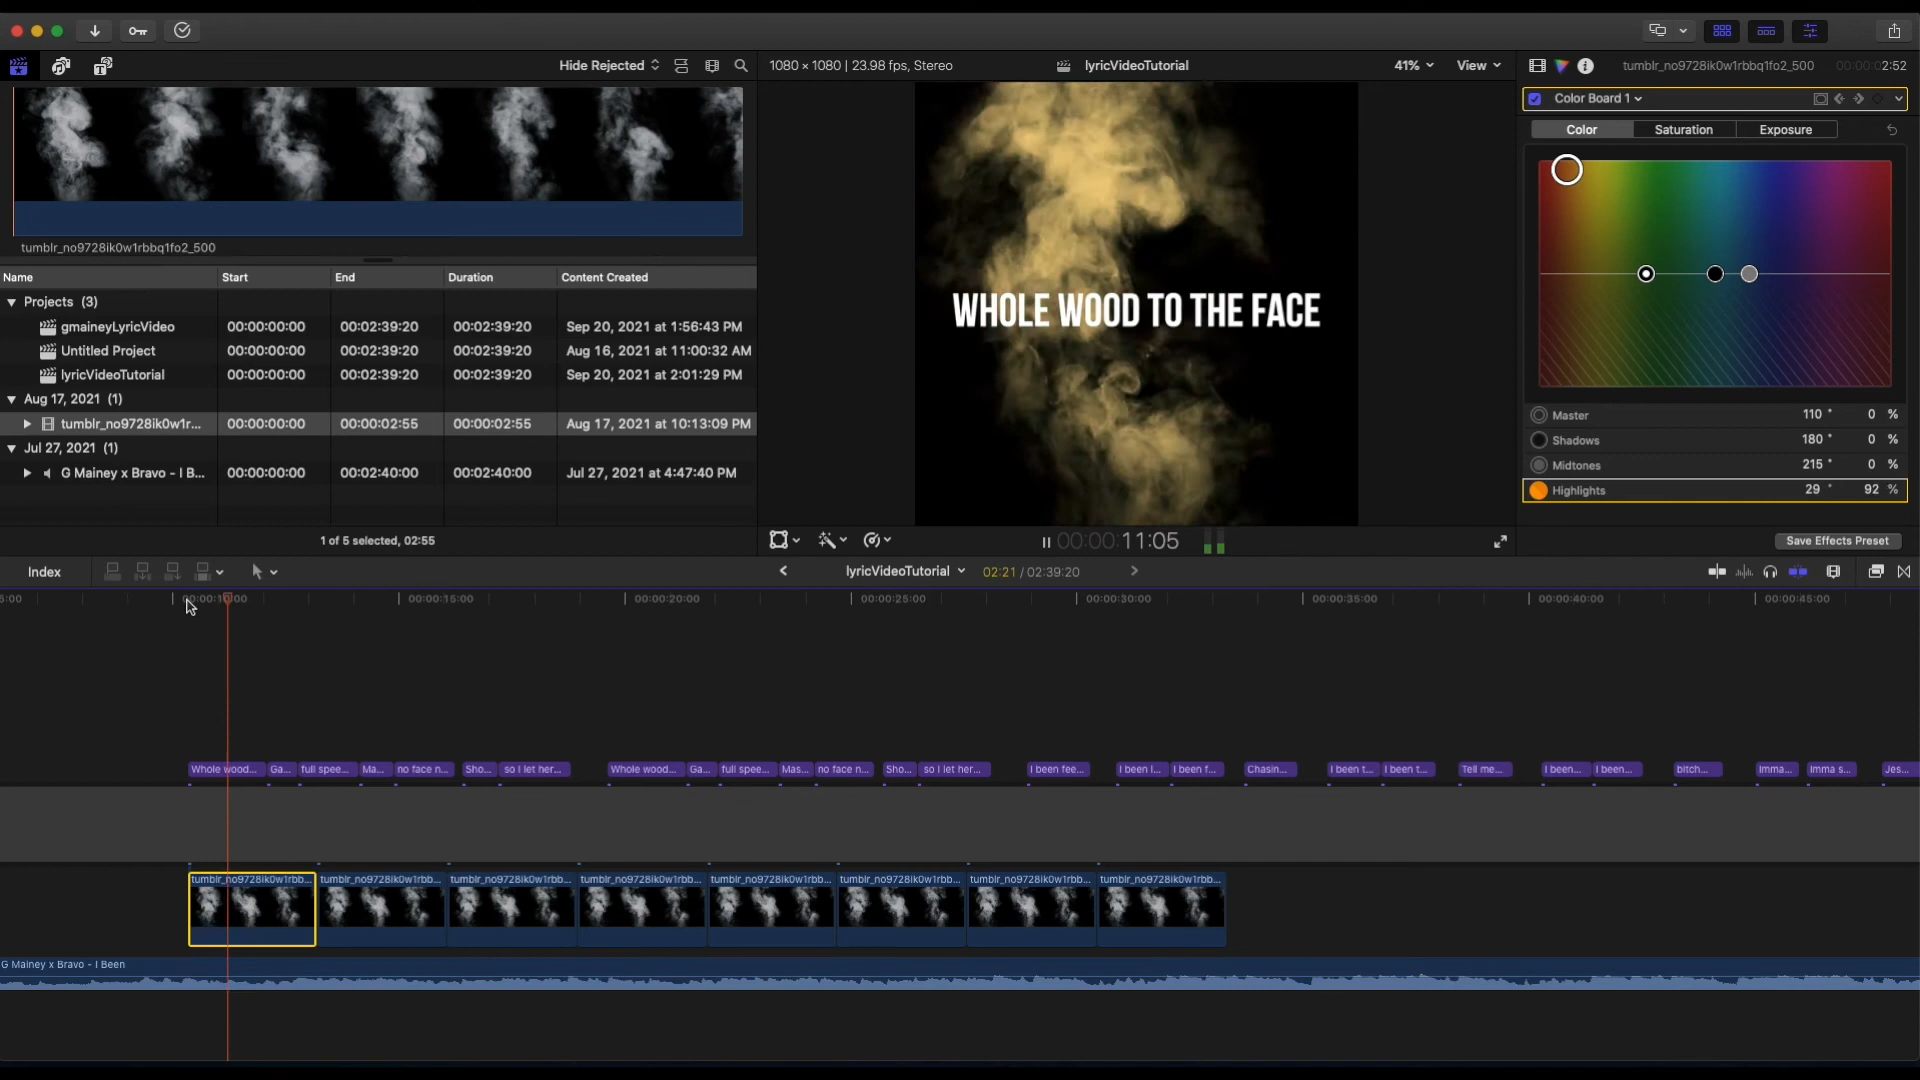 Hide Rejected
1080 × 1080 | 23.98 fps, Stereo
lyricVideoTutorial
41%
View
tumblr_no9728ik0w1rbbq1fo2_500
2:52
Color Board 1
Color
Saturation
Exposure
tumblr_no9728ik0w1rbbq1fo2_500
Name Start End Duration Content Created
Projects (3)
gmaineyLyricVideo 00:00:00:00 00:02:39:20 00:02:39:20 Sep 20, 2021 at 1:56:43 PM
Untitled Project 00:00:00:00 00:02:39:20 00:02:39:20 Aug 16, 2021 at 11:00:32 AM
lyricVideoTutorial 00:00:00:00 00:02:39:20 00:02:39:20 Sep 20, 2021 at 2:01:29 PM
Aug 17, 2021 (1)
tumblr_no9728ik0w1r... 00:00:00:00 00:00:02:55 00:00:02:55 Aug 17, 2021 at 10:13:09 PM
Jul 27, 2021 (1)
G Mainey x Bravo - I B... 00:00:00:00 00:02:40:00 00:02:40:00 Jul 27, 2021 at 4:47:40 PM
1 of 5 selected, 02:55
WHOLE WOOD TO THE FACE
Master 110 ° 0 %
Shadows 180 ° 0 %
Midtones 215 ° 0 %
Highlights 29 ° 92 %
00:00:11:05
Save Effects Preset
Index
lyricVideoTutorial
02:21 / 02:39:20
00:00:15:00 00:00:20:00 00:00:25:00 00:00:30:00 00:00:35:00 00:00:40:00 00:00:45:00
Whole wood... Ga... full spee... Ma... no face n... Sho... so I let her... Whole wood... Ga... full spee... Mas... no face n... Sho... so I let her... I been fee... I been l... I been f... Chasin... I been t... I been t... Tell me... I been... I been... bitch... Imma... Imma s... Jes...
tumblr_no9728ik0w1rbb... tumblr_no9728ik0w1rbb... tumblr_no9728ik0w1rbb... tumblr_no9728ik0w1rbb... tumblr_no9728ik0w1rbb... tumblr_no9728ik0w1rbb... tumblr_no9728ik0w1rbb... tumblr_no9728ik0w1rbb...
G Mainey x Bravo - I Been